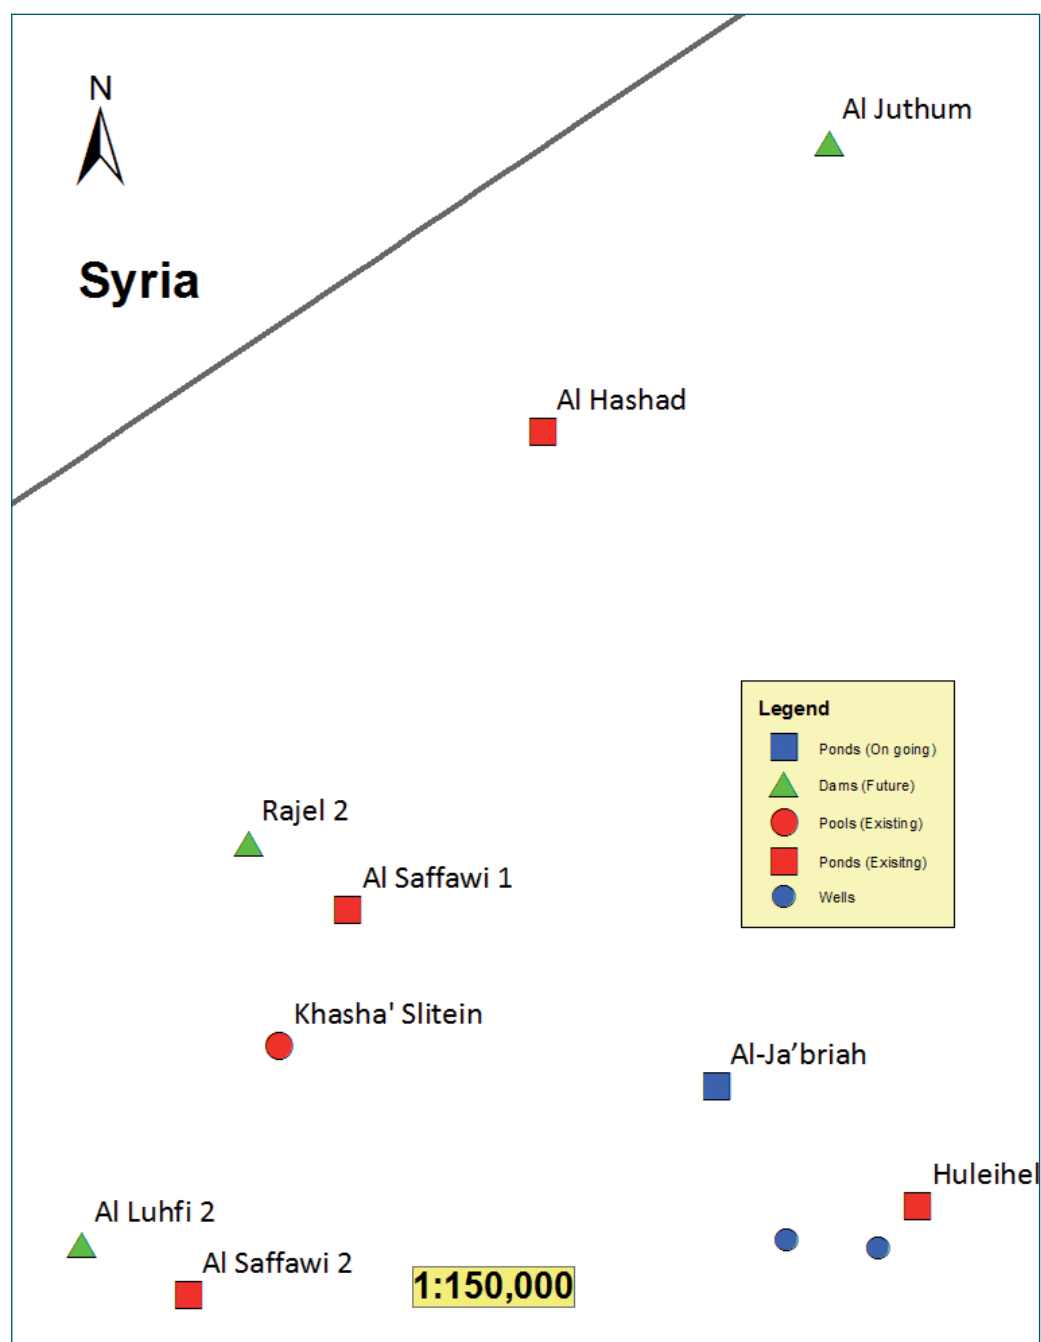 N
Al Juthum
Syria
Al Hashad
Legend
Ponds (On going)
Dams (Future)
Pools (Existing)
Ponds (Exisitng)
Wells
Rajel 2
Al Saffawi 1
Khasha' Slitein
Al-Ja’briah
Huleihel
Al Luhfi 2
Al Saffawi 2
1:150,000